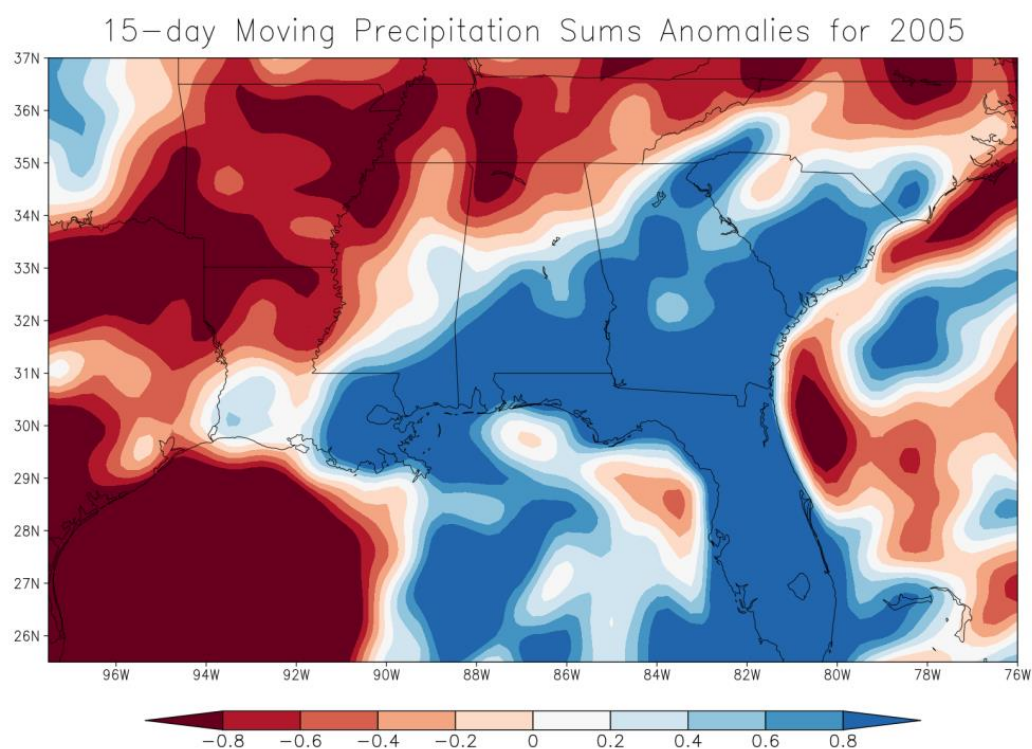 15-day Moving Precipitation Sums Anomalies for 2005
37N
36N
35N
34N
33N
32N
31N
30N
29N
28N
27N
26N
96W 94W 92W 90W 88W 86W 84W 82W 80W 78W 76W
-0.8 -0.6 -0.4 -0.2 0 0.2 0.4 0.6 0.8